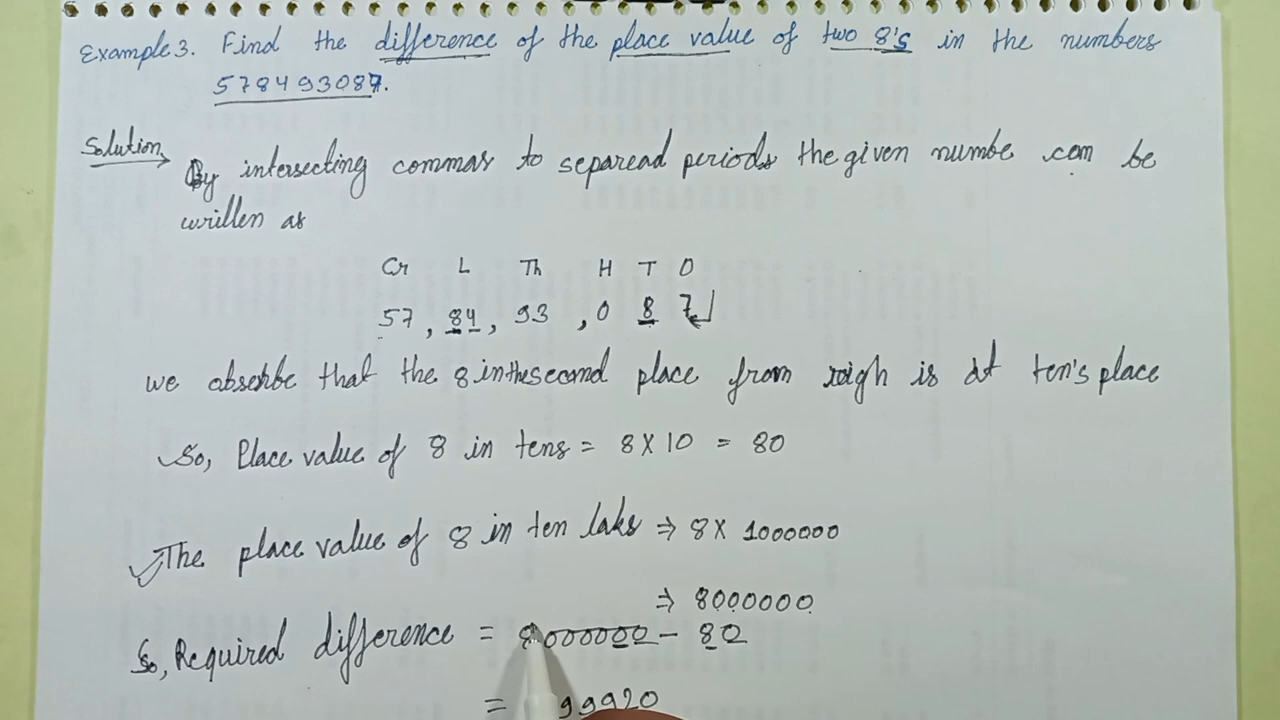 Example 3. Find the difference of the place value of two 8's in the numbers
578493087.
Solution
By intersecting commas to separead periods the given numbe can be
writlen as
Cr L Th H T O
57 , 84 , 93 , 0 8 7
we obserbe that the 8 in the second place from roigh is at ten's place
So, Place value of 8 in tens = 8 X 10 = 80
The place value of 8 in ten laks ⇒ 8 X 1000000
⇒ 8000000
So, Required difference = 8000000 - 80
= 99920